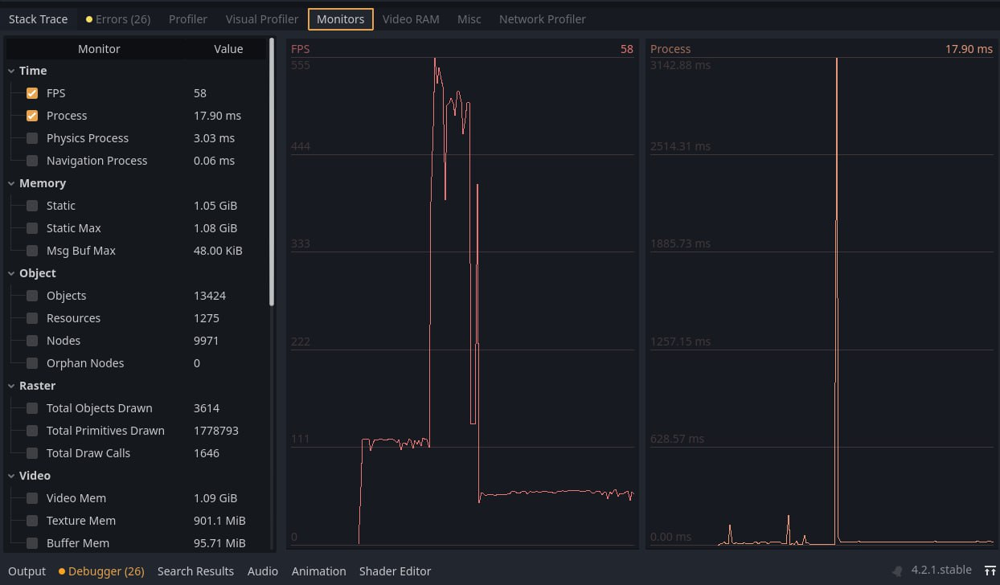 Stack Trace Errors (26) Profiler Visual Profiler Monitors Video RAM Misc Network Profiler
Monitor Value
Time
FPS 58
Process 17.90 ms
Physics Process 3.03 ms
Navigation Process 0.06 ms
Memory
Static 1.05 GiB
Static Max 1.08 GiB
Msg Buf Max 48.00 KiB
Object
Objects 13424
Resources 1275
Nodes 9971
Orphan Nodes 0
Raster
Total Objects Drawn 3614
Total Primitives Drawn 1778793
Total Draw Calls 1646
Video
Video Mem 1.09 GiB
Texture Mem 901.1 MiB
Buffer Mem 95.71 MiB
FPS 58
555
444
333
222
111
0
Process 17.90 ms
3142.88 ms
2514.31 ms
1885.73 ms
1257.15 ms
628.57 ms
0.00 ms
Output Debugger (26) Search Results Audio Animation Shader Editor 4.2.1.stable